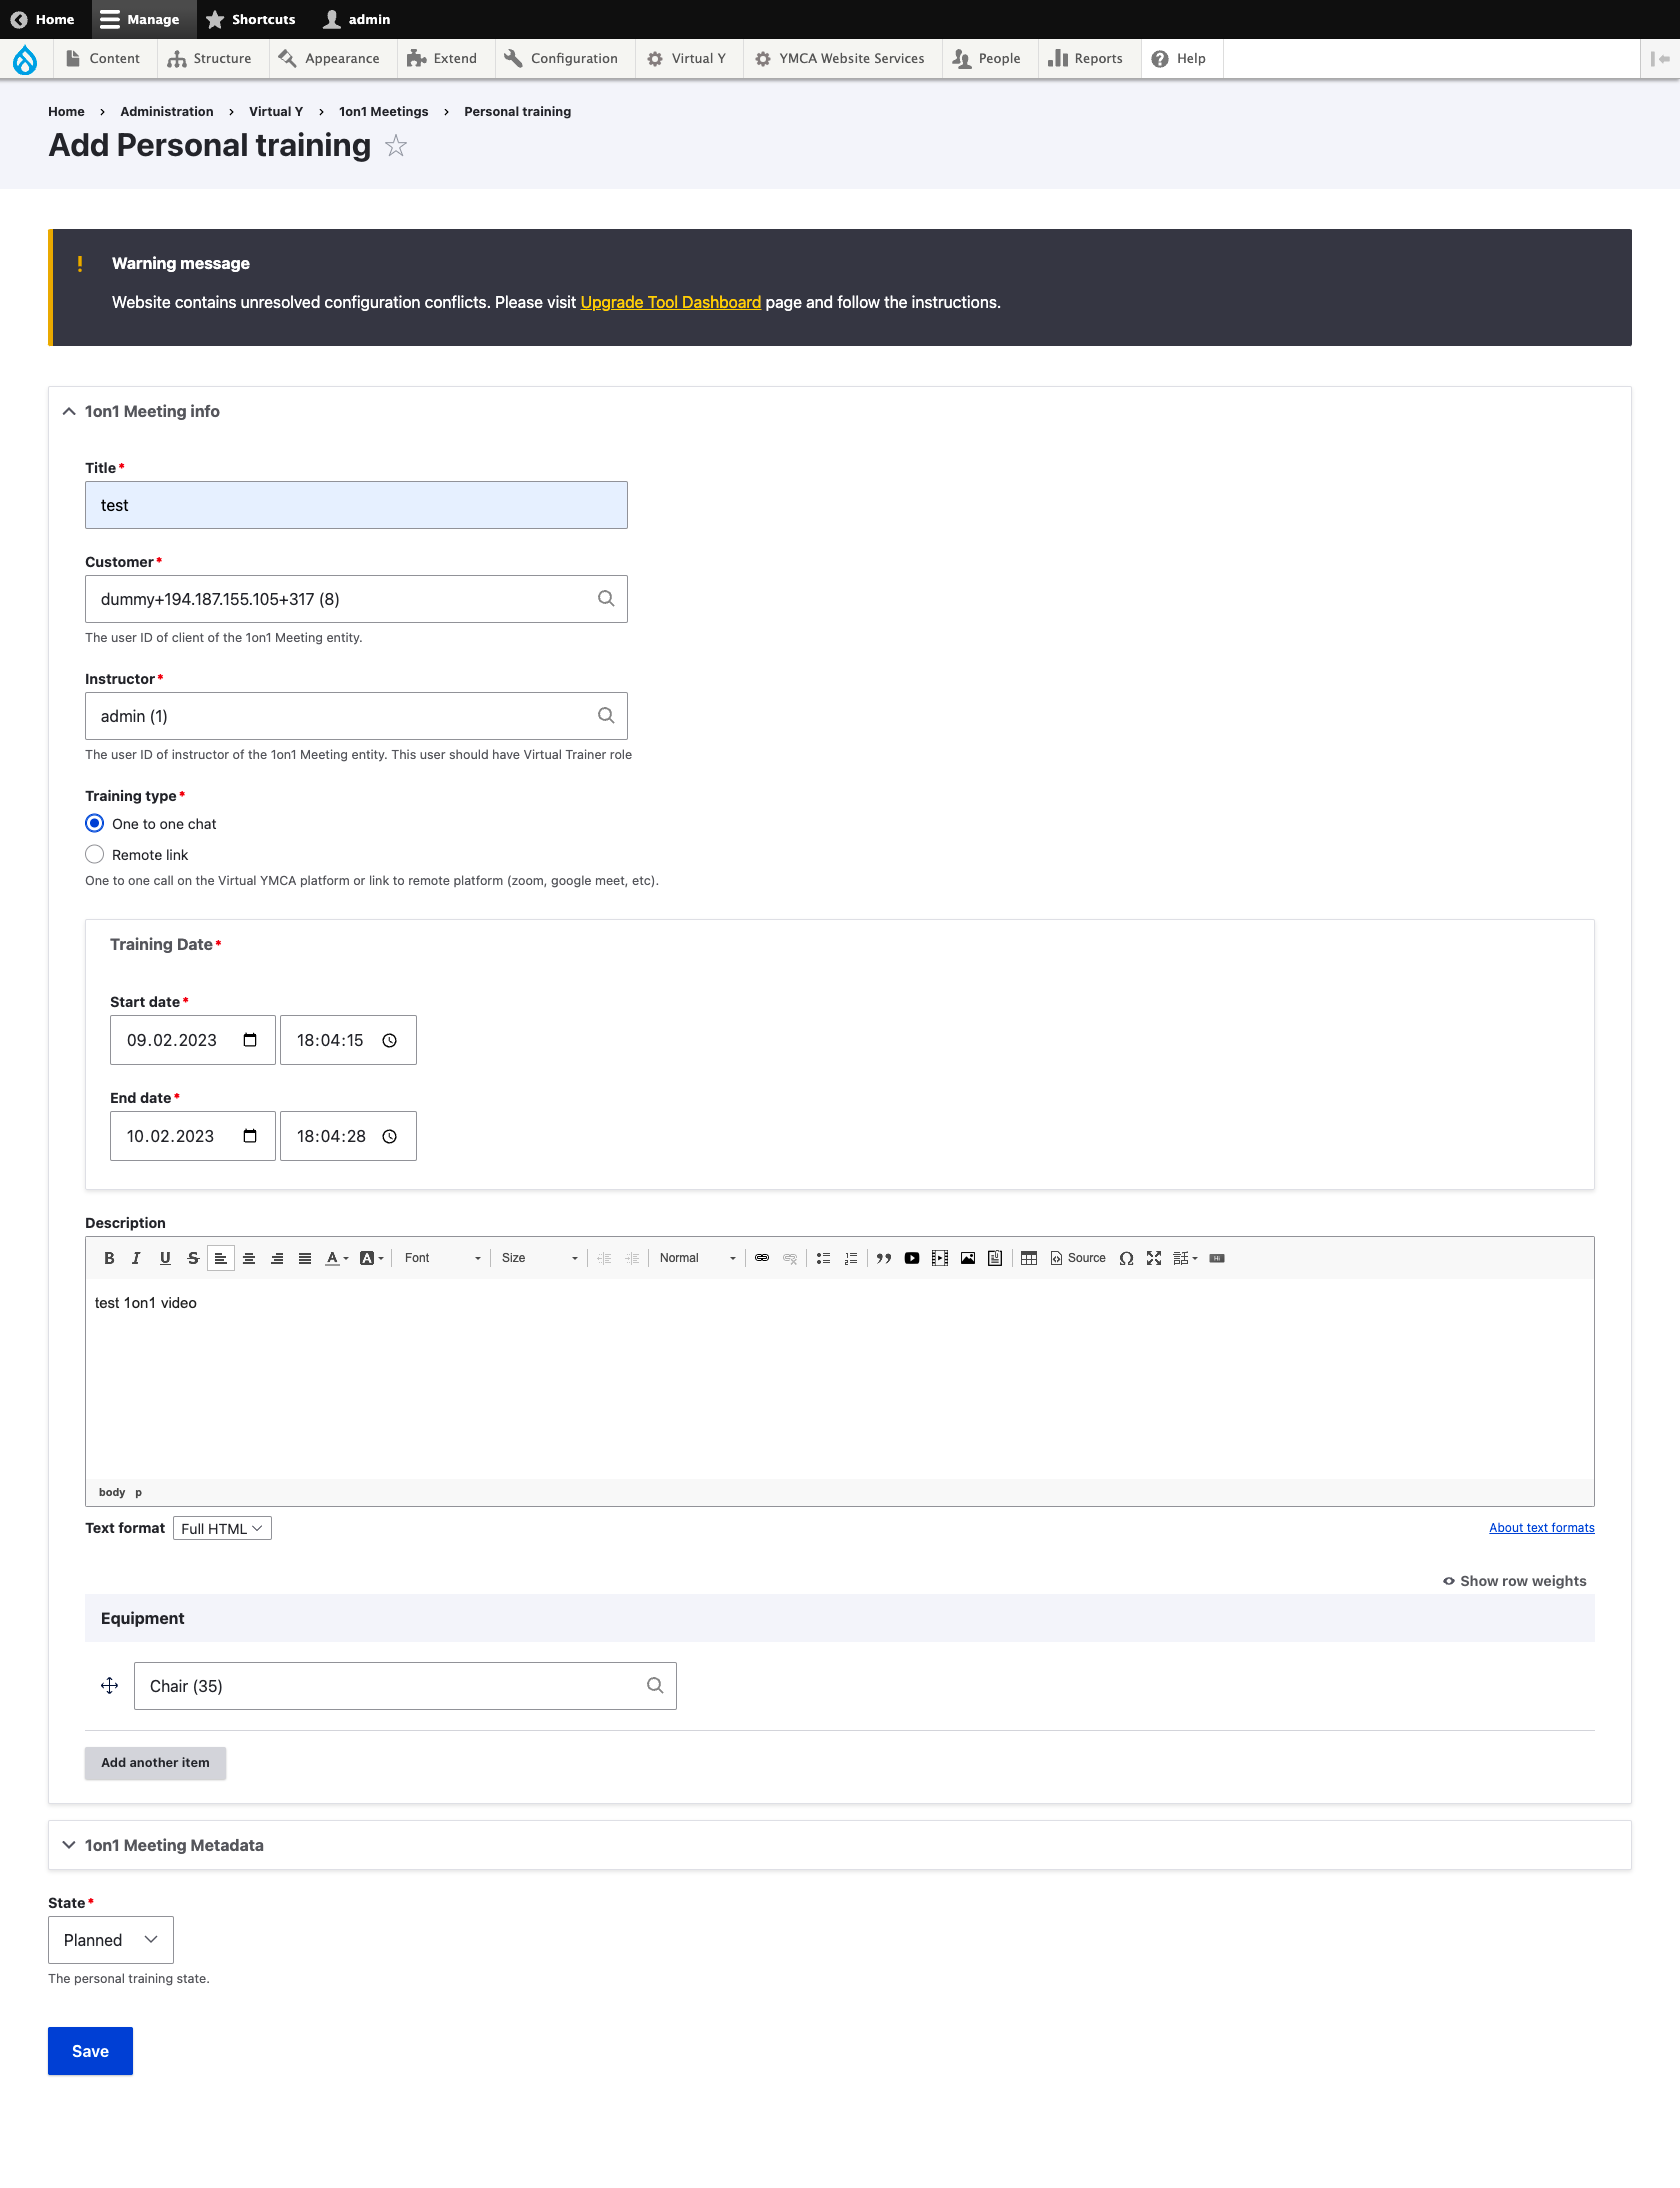 Home Manage Shortcuts admin
Content Structure Appearance Extend Configuration Virtual Y YMCA Website Services People Reports Help
Home › Administration › Virtual Y › 1on1 Meetings › Personal training
Add Personal training
Warning message
Website contains unresolved configuration conflicts. Please visit Upgrade Tool Dashboard page and follow the instructions.
1on1 Meeting info
Title*
test
Customer*
dummy+194.187.155.105+317 (8)
The user ID of client of the 1on1 Meeting entity.
Instructor*
admin (1)
The user ID of instructor of the 1on1 Meeting entity. This user should have Virtual Trainer role
Training type*
One to one chat
Remote link
One to one call on the Virtual YMCA platform or link to remote platform (zoom, google meet, etc).
Training Date*
Start date*
09.02.2023 18:04:15
End date*
10.02.2023 18:04:28
Description
B I U S A A Font Size Normal Source Ω
test 1on1 video
body p
Text format Full HTML About text formats
Show row weights
Equipment
Chair (35)
Add another item
1on1 Meeting Metadata
State*
Planned
The personal training state.
Save